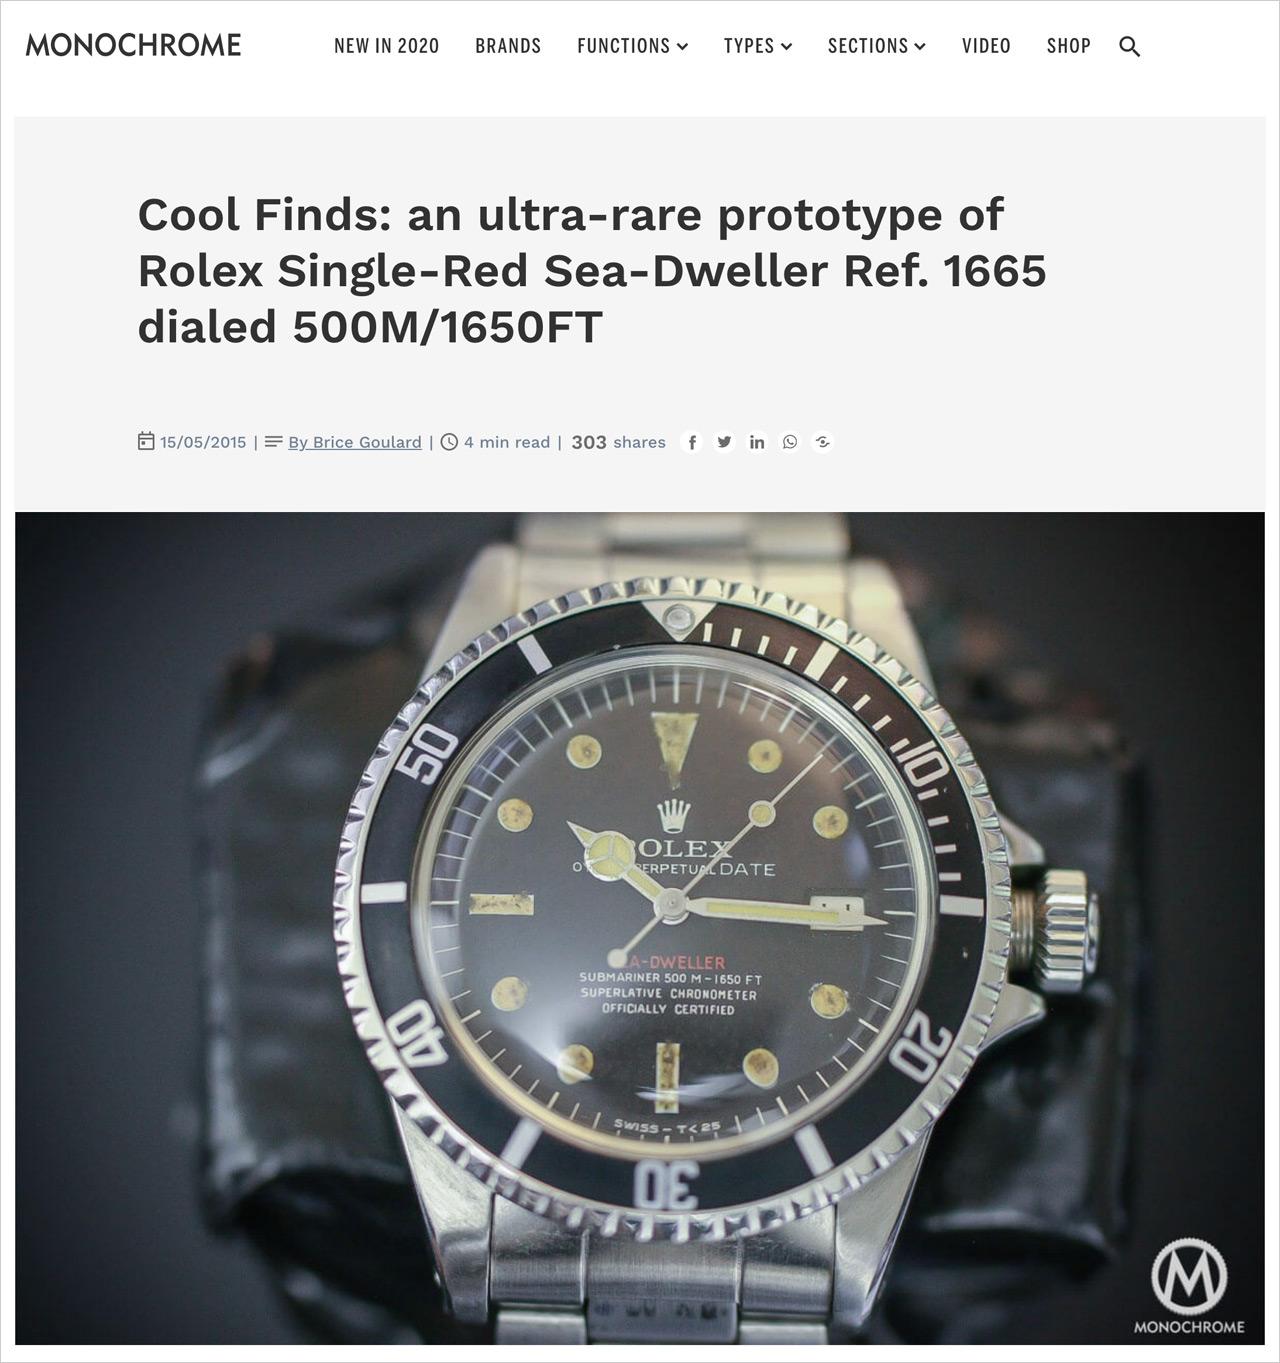 MONOCHROME
NEW IN 2020 BRANDS FUNCTIONS TYPES SECTIONS VIDEO SHOP
Cool Finds: an ultra-rare prototype of
Rolex Single-Red Sea-Dweller Ref. 1665
dialed 500M/1650FT
15/05/2015 | By Brice Goulard | 4 min read | 303 shares
50
10
40
20
30
ROLEX
PERPETUAL DATE
A-DWELLER
SUBMARINER 500 M – 1650 FT
SUPERLATIVE CHRONOMETER
OFFICIALLY CERTIFIED
SWISS – T< 25
M
MONOCHROME